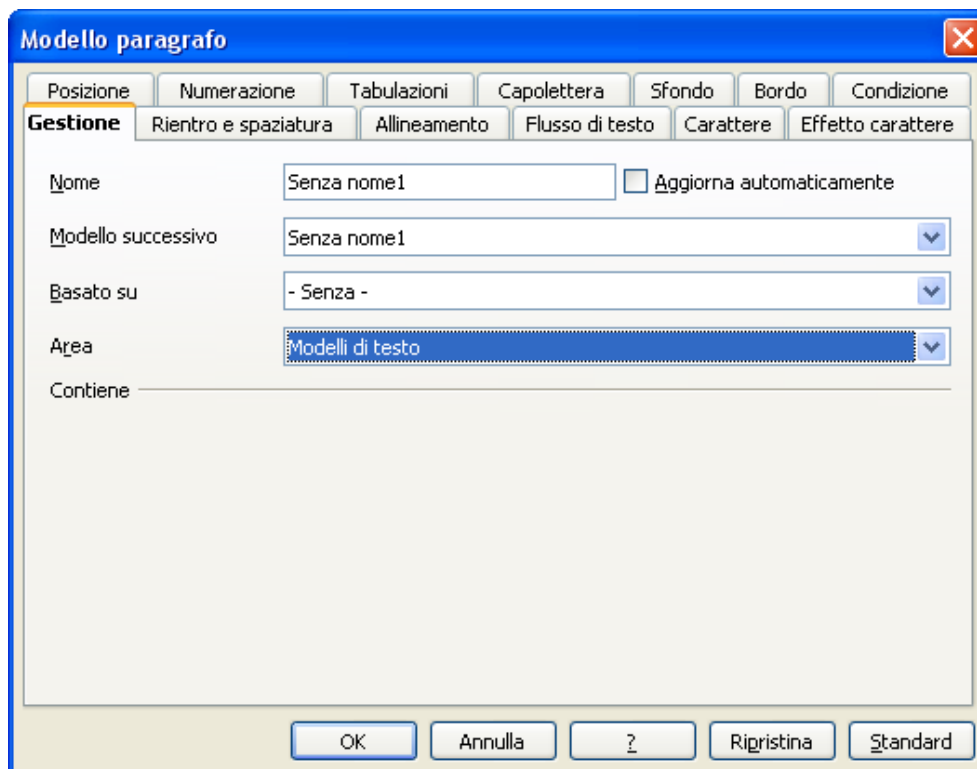 Modello paragrafo
Posizione Numerazione Tabulazioni Capolettera Sfondo Bordo Condizione
Gestione Rientro e spaziatura Allineamento Flusso di testo Carattere Effetto carattere
Nome Senza nome1 Aggiorna automaticamente
Modello successivo Senza nome1
Basato su - Senza -
Area Modelli di testo
Contiene
OK Annulla ? Ripristina Standard